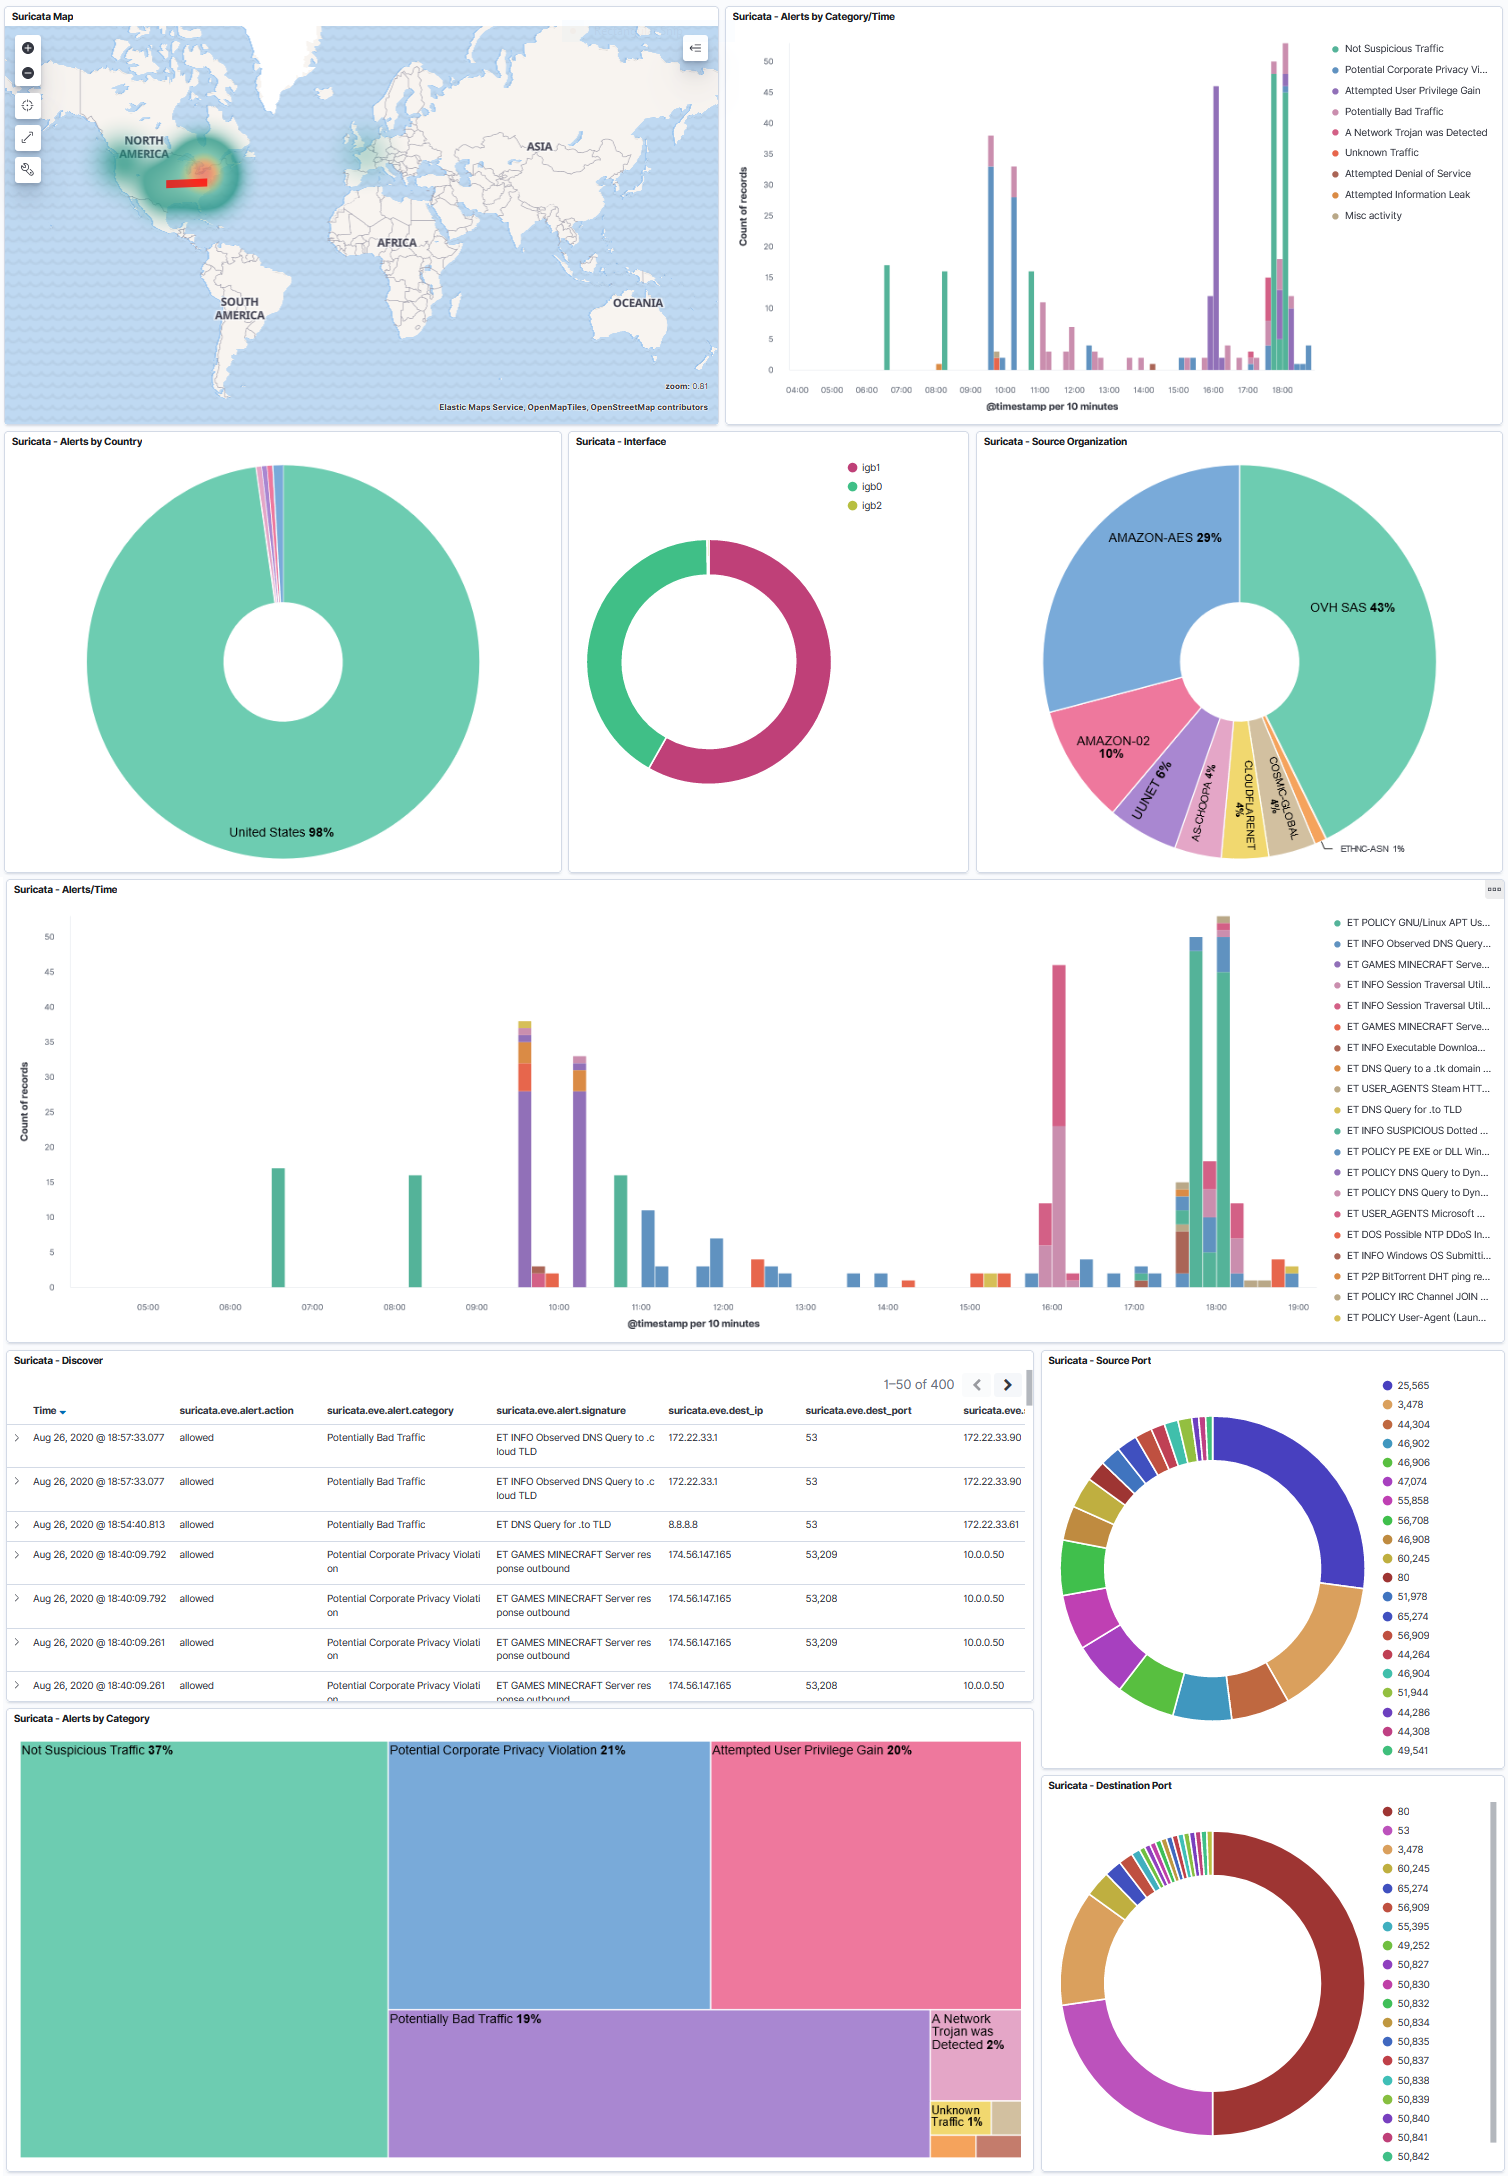 Suricata Map
NORTH
AMERICA
ASIA
AFRICA
SOUTH
AMERICA
OCEANIA
zoom: 0.81
Elastic Maps Service, OpenMapTiles, OpenStreetMap contributors
Suricata - Alerts by Category/Time
Count of records
50
45
40
35
30
25
20
15
10
5
0
04:00 05:00 06:00 07:00 08:00 09:00 10:00 11:00 12:00 13:00 14:00 15:00 16:00 17:00 18:00
@timestamp per 10 minutes
Not Suspicious Traffic
Potential Corporate Privacy Vi...
Attempted User Privilege Gain
Potentially Bad Traffic
A Network Trojan was Detected
Unknown Traffic
Attempted Denial of Service
Attempted Information Leak
Misc activity
Suricata - Alerts by Country
United States 98%
Suricata - Interface
igb1
igb0
igb2
Suricata - Source Organization
AMAZON-AES 29%
OVH SAS 43%
AMAZON-02
10%
UUNET 6%
AS-CHOOPA 4%
CLOUDFLARENET
4%
COSMIC-GLOBAL
4%
ETHNC-ASN 1%
Suricata - Alerts/Time
Count of records
50
45
40
35
30
25
20
15
10
5
0
05:00 06:00 07:00 08:00 09:00 10:00 11:00 12:00 13:00 14:00 15:00 16:00 17:00 18:00 19:00
@timestamp per 10 minutes
ET POLICY GNU/Linux APT Us...
ET INFO Observed DNS Query...
ET GAMES MINECRAFT Serve...
ET INFO Session Traversal Util...
ET INFO Session Traversal Util...
ET GAMES MINECRAFT Serve...
ET INFO Executable Downloa...
ET DNS Query to a .tk domain ...
ET USER_AGENTS Steam HTT...
ET DNS Query for .to TLD
ET INFO SUSPICIOUS Dotted ...
ET POLICY PE EXE or DLL Win...
ET POLICY DNS Query to Dyn...
ET POLICY DNS Query to Dyn...
ET USER_AGENTS Microsoft ...
ET DOS Possible NTP DDoS In...
ET INFO Windows OS Submitti...
ET P2P BitTorrent DHT ping re...
ET POLICY IRC Channel JOIN ...
ET POLICY User-Agent (Laun...
Suricata - Discover
1–50 of 400
Time suricata.eve.alert.action suricata.eve.alert.category suricata.eve.alert.signature suricata.eve.dest_ip suricata.eve.dest_port suricata.eve.s
Aug 26, 2020 @ 18:57:33.077 allowed Potentially Bad Traffic ET INFO Observed DNS Query to .c 172.22.33.1 53 172.22.33.90
loud TLD
Aug 26, 2020 @ 18:57:33.077 allowed Potentially Bad Traffic ET INFO Observed DNS Query to .c 172.22.33.1 53 172.22.33.90
loud TLD
Aug 26, 2020 @ 18:54:40.813 allowed Potentially Bad Traffic ET DNS Query for .to TLD 8.8.8.8 53 172.22.33.61
Aug 26, 2020 @ 18:40:09.792 allowed Potential Corporate Privacy Violati ET GAMES MINECRAFT Server res 174.56.147.165 53,209 10.0.0.50
on ponse outbound
Aug 26, 2020 @ 18:40:09.792 allowed Potential Corporate Privacy Violati ET GAMES MINECRAFT Server res 174.56.147.165 53,208 10.0.0.50
on ponse outbound
Aug 26, 2020 @ 18:40:09.261 allowed Potential Corporate Privacy Violati ET GAMES MINECRAFT Server res 174.56.147.165 53,209 10.0.0.50
on ponse outbound
Aug 26, 2020 @ 18:40:09.261 allowed Potential Corporate Privacy Violati ET GAMES MINECRAFT Server res 174.56.147.165 53,208 10.0.0.50
on ponse outbound
Suricata - Source Port
25,565
3,478
44,304
46,902
46,906
47,074
55,858
56,708
46,908
60,245
80
51,978
65,274
56,909
44,264
46,904
51,944
44,286
44,308
49,541
Suricata - Alerts by Category
Not Suspicious Traffic 37%
Potential Corporate Privacy Violation 21%
Attempted User Privilege Gain 20%
Potentially Bad Traffic 19%
A Network
Trojan was
Detected 2%
Unknown
Traffic 1%
Suricata - Destination Port
80
53
3,478
60,245
65,274
56,909
55,395
49,252
50,827
50,830
50,832
50,834
50,835
50,837
50,838
50,839
50,840
50,841
50,842